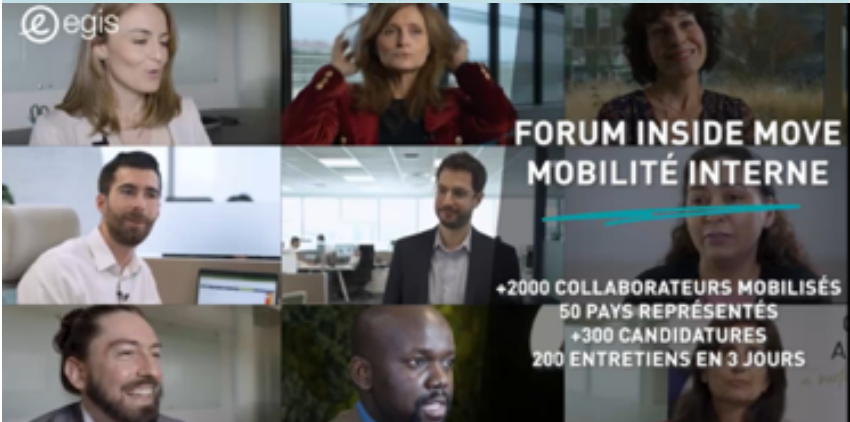 egis
FORUM INSIDE MOVE
MOBILITÉ INTERNE
+2000 COLLABORATEURS MOBILISÉS
50 PAYS REPRÉSENTÉS
+300 CANDIDATURES
200 ENTRETIENS EN 3 JOURS